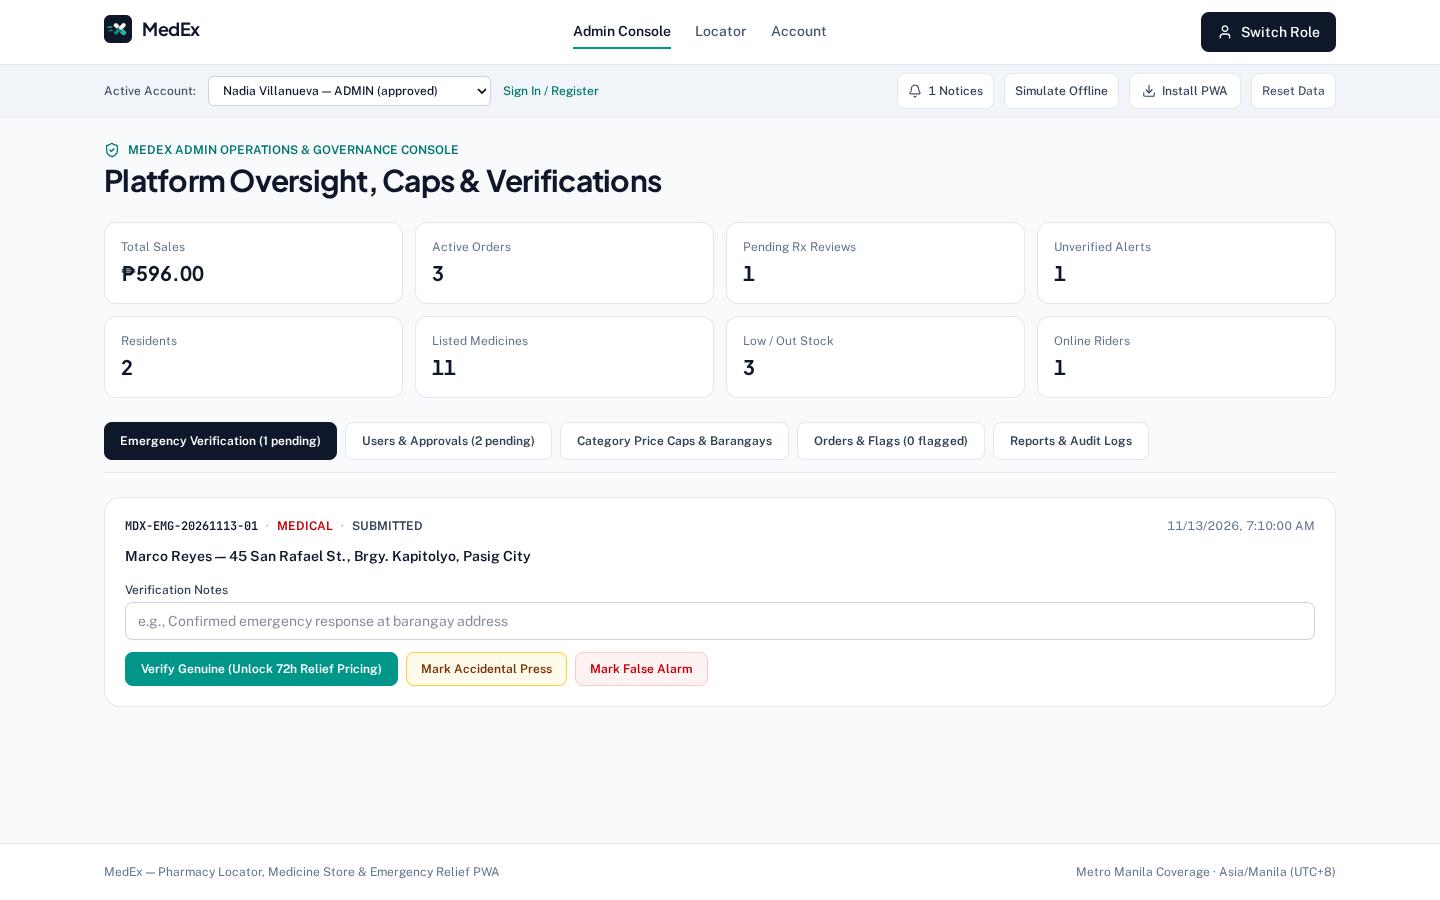 MedEx
Admin Console
Locator
Account
Switch Role
Active Account:
Nadia Villanueva — ADMIN (approved)
Sign In / Register
1 Notices
Simulate Offline
Install PWA
Reset Data
MEDEX ADMIN OPERATIONS & GOVERNANCE CONSOLE
Platform Oversight, Caps & Verifications
Total Sales
₱596.00
Active Orders
3
Pending Rx Reviews
1
Unverified Alerts
1
Residents
2
Listed Medicines
11
Low / Out Stock
3
Online Riders
1
Emergency Verification (1 pending)
Users & Approvals (2 pending)
Category Price Caps & Barangays
Orders & Flags (0 flagged)
Reports & Audit Logs
MDX-EMG-20261113-01 · MEDICAL · SUBMITTED
11/13/2026, 7:10:00 AM
Marco Reyes — 45 San Rafael St., Brgy. Kapitolyo, Pasig City
Verification Notes
e.g., Confirmed emergency response at barangay address
Verify Genuine (Unlock 72h Relief Pricing)
Mark Accidental Press
Mark False Alarm
MedEx — Pharmacy Locator, Medicine Store & Emergency Relief PWA
Metro Manila Coverage · Asia/Manila (UTC+8)